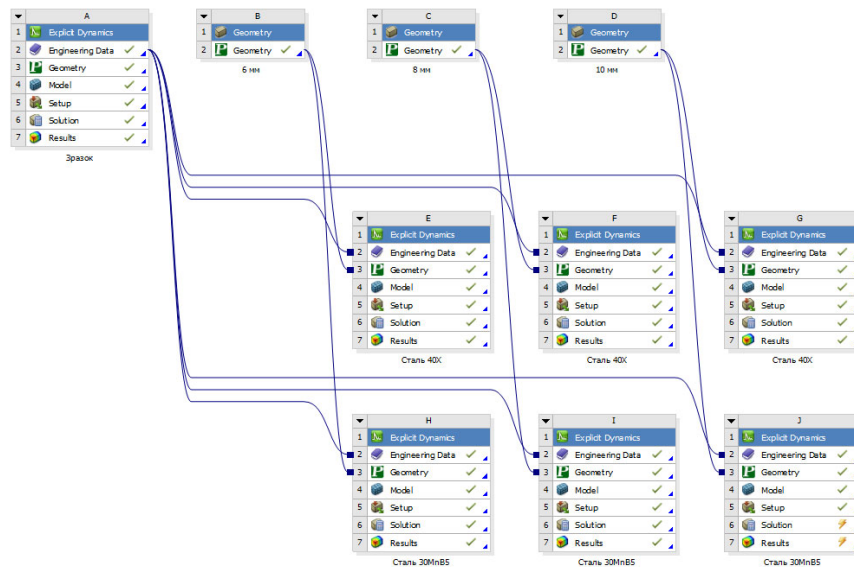 A
1 Explicit Dynamics
2 Engineering Data
3 Geometry
4 Model
5 Setup
6 Solution
7 Results
Зразок
B
1 Geometry
2 Geometry
6 мм
C
1 Geometry
2 Geometry
8 мм
D
1 Geometry
2 Geometry
10 мм
E
1 Explicit Dynamics
2 Engineering Data
3 Geometry
4 Model
5 Setup
6 Solution
7 Results
Сталь 40Х
F
1 Explicit Dynamics
2 Engineering Data
3 Geometry
4 Model
5 Setup
6 Solution
7 Results
Сталь 40Х
G
1 Explicit Dynamics
2 Engineering Data
3 Geometry
4 Model
5 Setup
6 Solution
7 Results
Сталь 40Х
H
1 Explicit Dynamics
2 Engineering Data
3 Geometry
4 Model
5 Setup
6 Solution
7 Results
Сталь 30MnB5
I
1 Explicit Dynamics
2 Engineering Data
3 Geometry
4 Model
5 Setup
6 Solution
7 Results
Сталь 30MnB5
J
1 Explicit Dynamics
2 Engineering Data
3 Geometry
4 Model
5 Setup
6 Solution
7 Results
Сталь 30MnB5